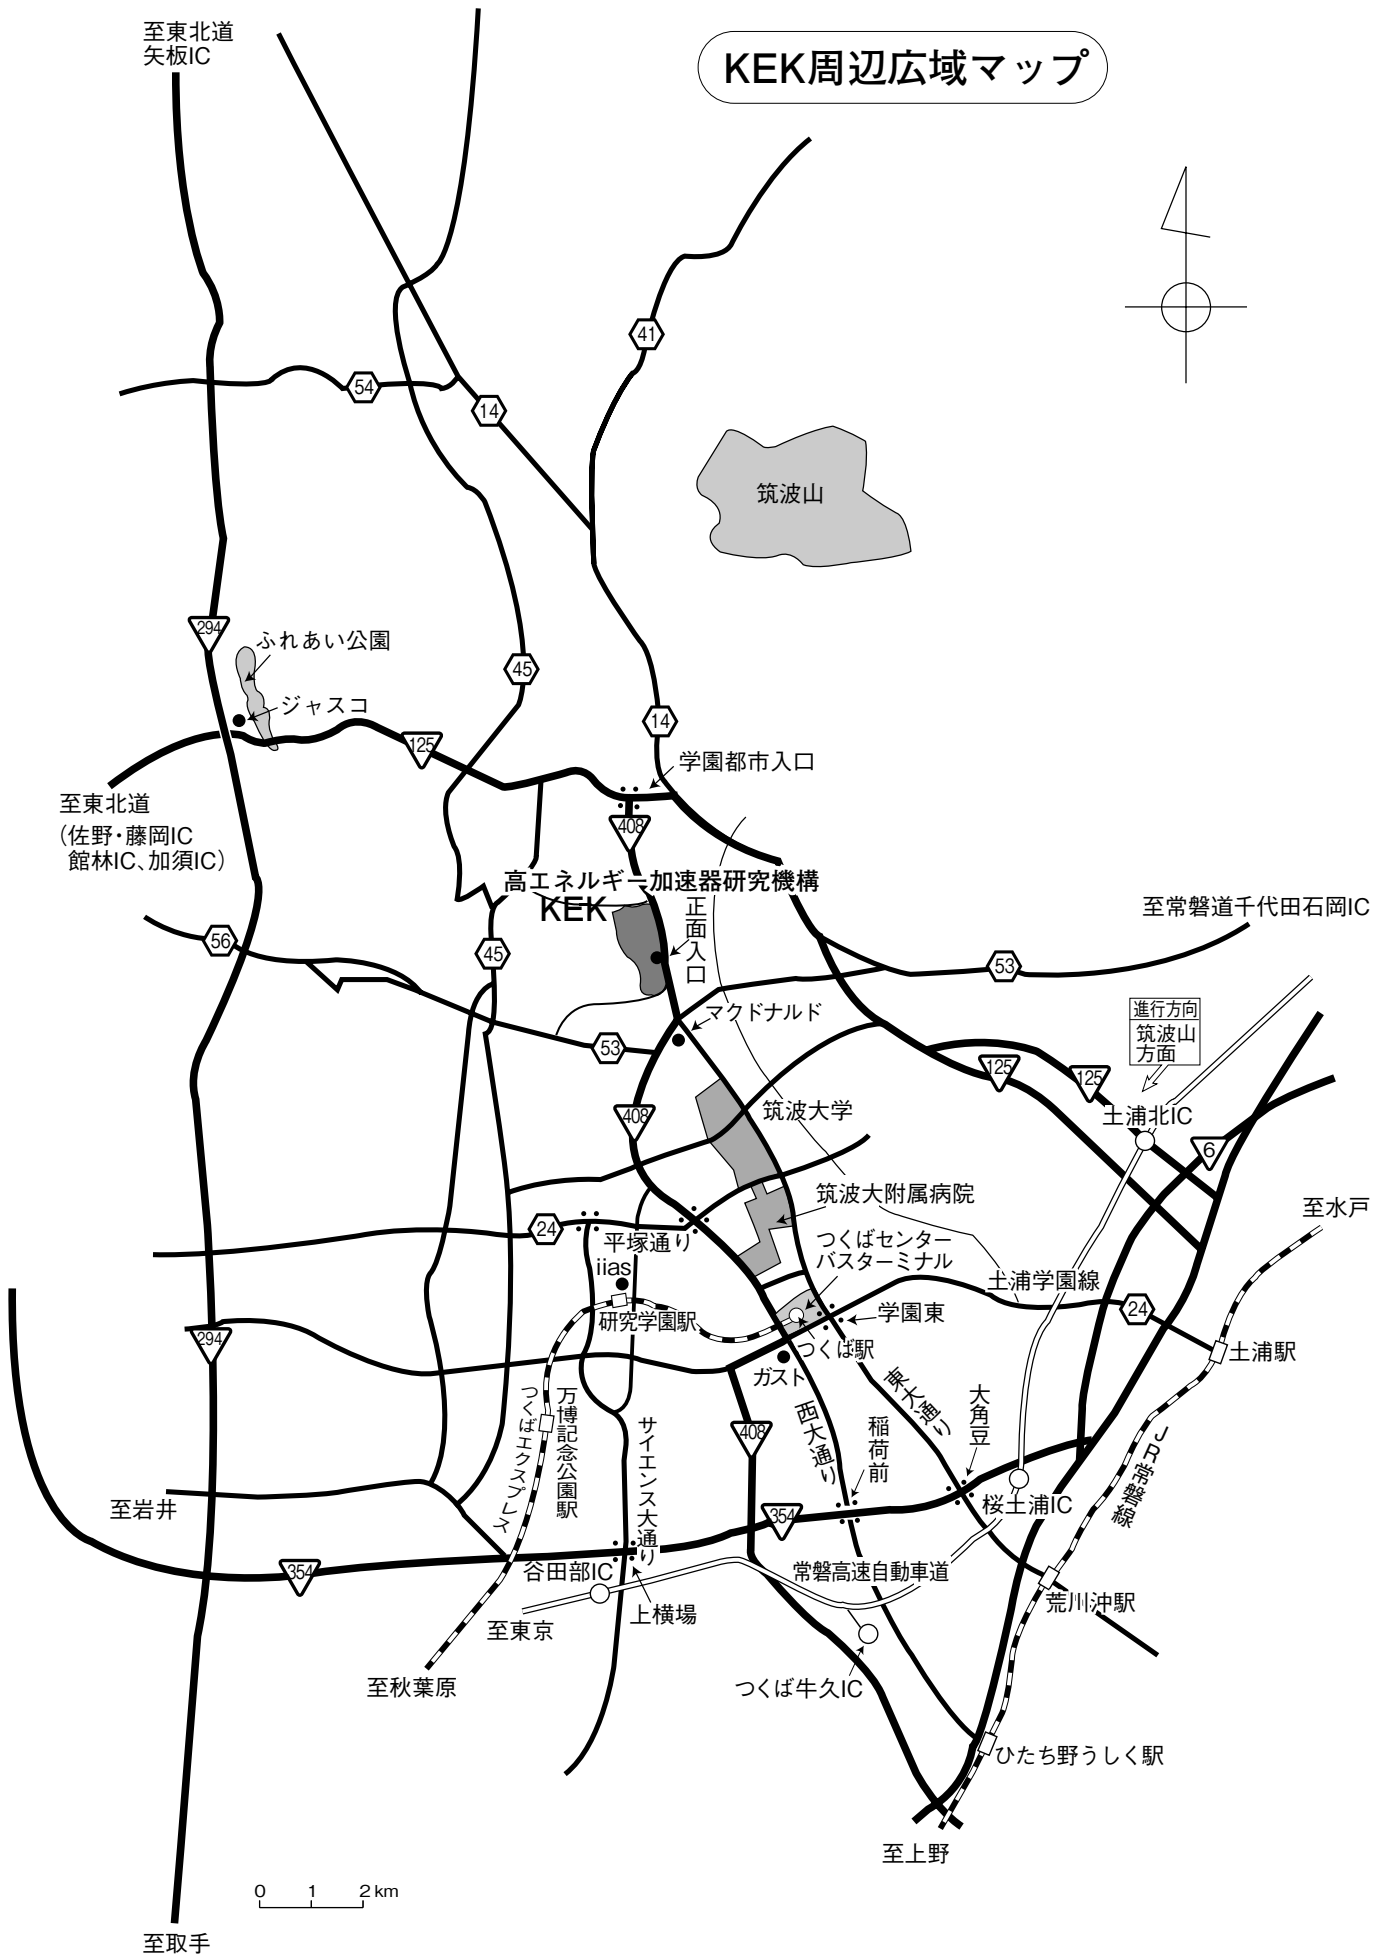 至東北道
矢板IC
KEK周辺広域マップ
41
54
14
筑波山
294
ふれあい公園
45
ジャスコ
14
125
学園都市入口
至東北道
（佐野・藤岡IC
館林IC、加須IC）
408
高エネルギー加速器研究機構
KEK
正面入口
至常磐道千代田石岡IC
56
45
53
進行方向
筑波山
方面
マクドナルド
53
125
125
408
筑波大学
土浦北IC
6
筑波大附属病院
至水戸
24
平塚通り
つくばセンター
バスターミナル
iias
土浦学園線
24
研究学園駅
学園東
294
つくば駅
土浦駅
ガスト
つくばエクスプレス
万博記念公園駅
サイエンス大通り
408
西大通り
東大通り
稲荷前
大角豆
JR常磐線
至岩井
354
桜土浦IC
354
谷田部IC
常磐高速自動車道
荒川沖駅
至東京
上横場
至秋葉原
つくば牛久IC
ひたち野うしく駅
至上野
0 1 2 km
至取手